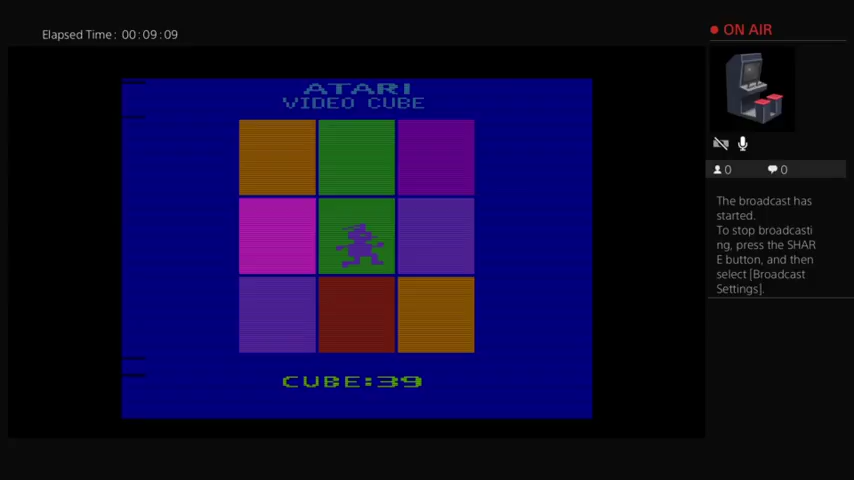 Elapsed Time: 00:09:09
ON AIR
ATARI
VIDEO CUBE
0 0
The broadcast has
started.
To stop broadcasti
ng, press the SHAR
E button, and then
select [Broadcast
Settings].
CUBE:39